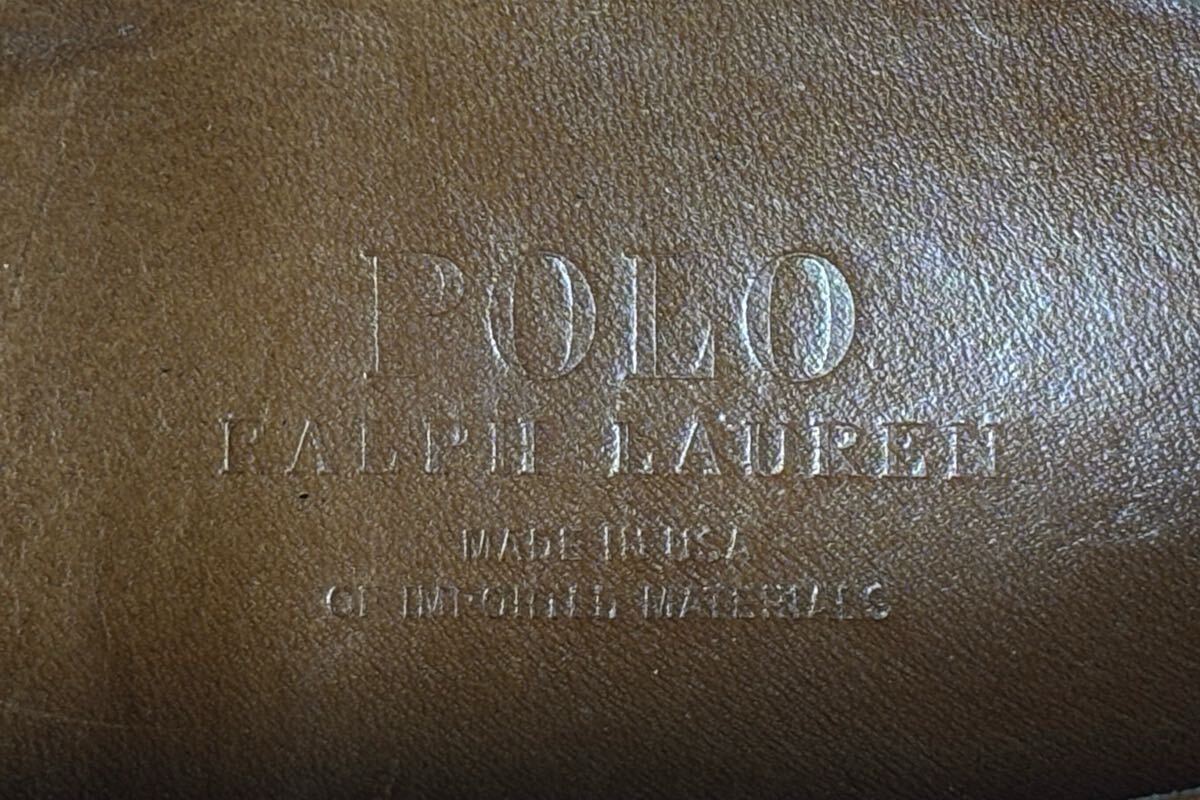 POLO
RALPH LAUREN
MADE IN USA
OF IMPORTED MATERIALS